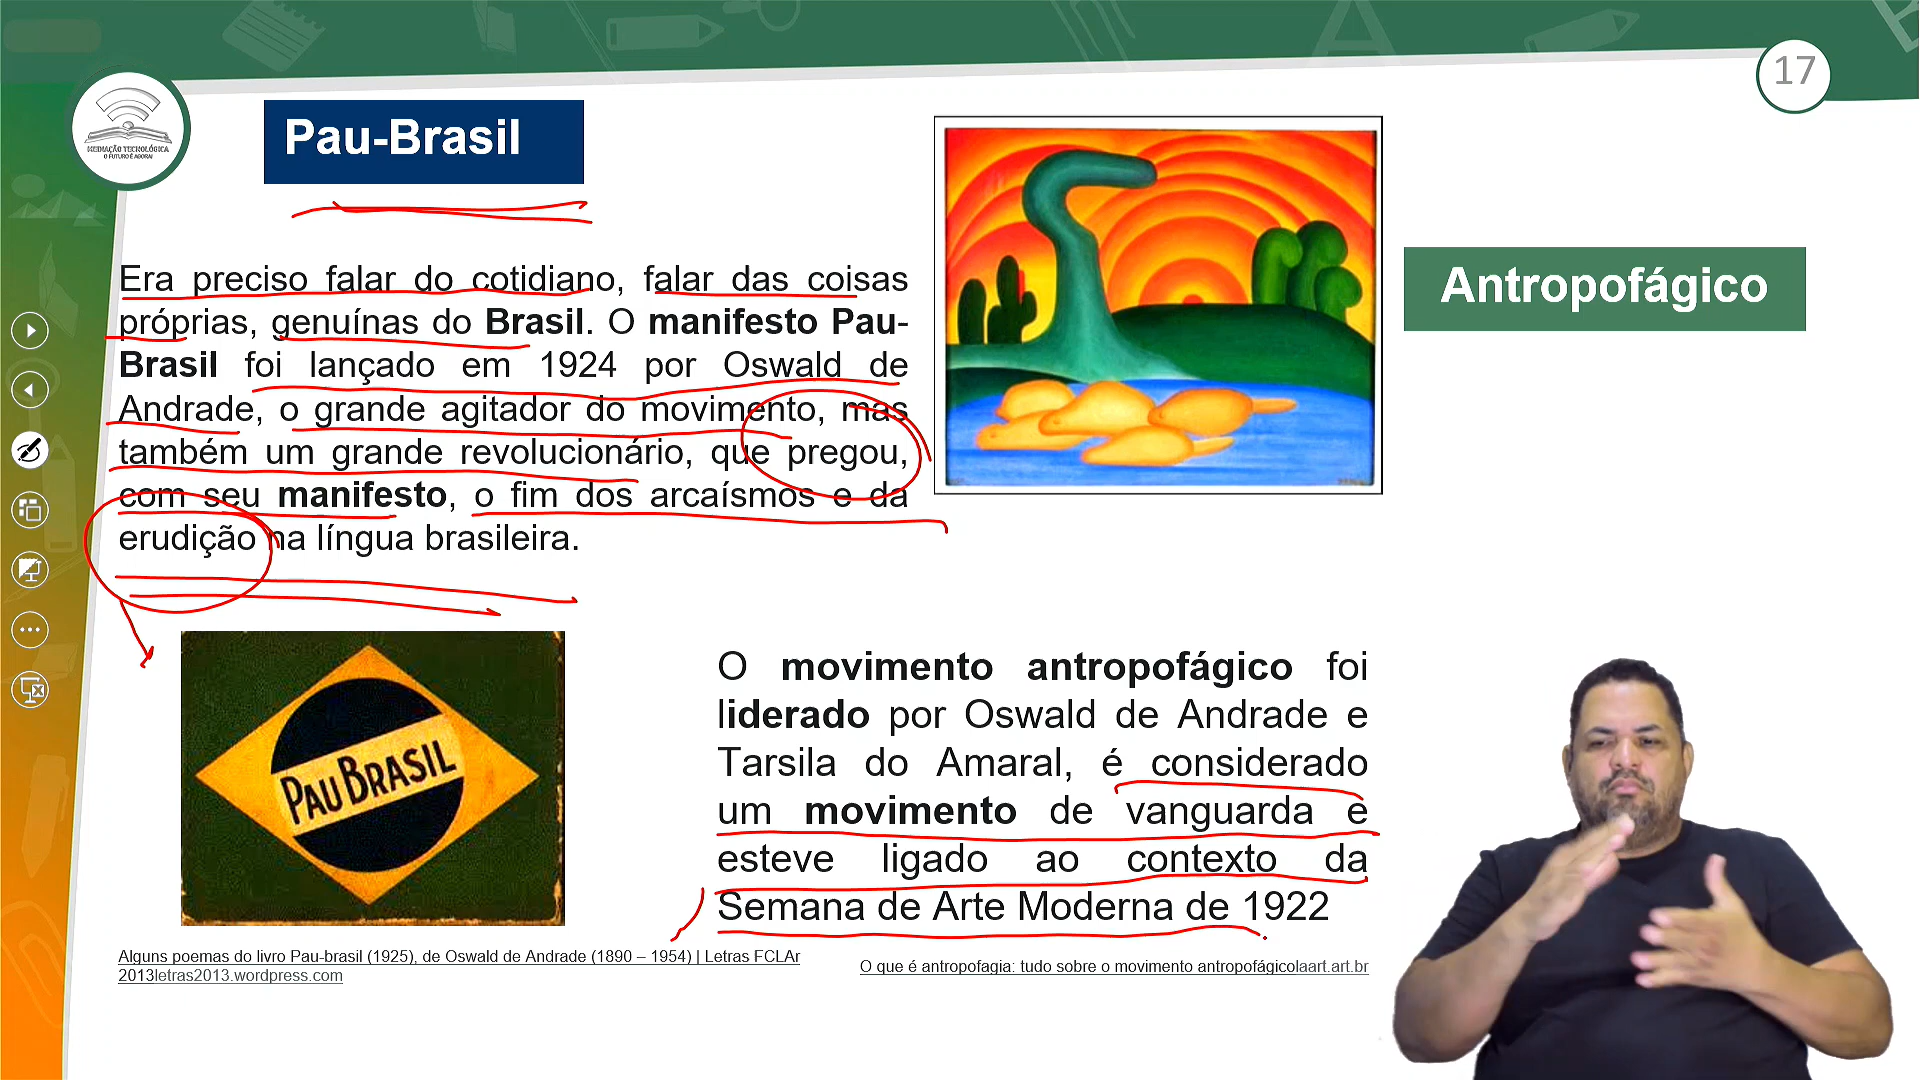 17
MEDIAÇÃO TECNOLÓGICA
O FUTURO É AGORA!
Pau-Brasil
Era preciso falar do cotidiano, falar das coisas
próprias, genuínas do Brasil. O manifesto Pau-
Brasil foi lançado em 1924 por Oswald de
Andrade, o grande agitador do movimento, mas
também um grande revolucionário, que pregou,
com seu manifesto, o fim dos arcaísmos e da
erudição na língua brasileira.
PAU BRASIL
Alguns poemas do livro Pau-brasil (1925), de Oswald de Andrade (1890 – 1954) | Letras FCLAr
2013letras2013.wordpress.com
Antropofágico
O movimento antropofágico foi
liderado por Oswald de Andrade e
Tarsila do Amaral, é considerado
um movimento de vanguarda e
esteve ligado ao contexto da
Semana de Arte Moderna de 1922
O que é antropofagia: tudo sobre o movimento antropofágicolaart.art.br